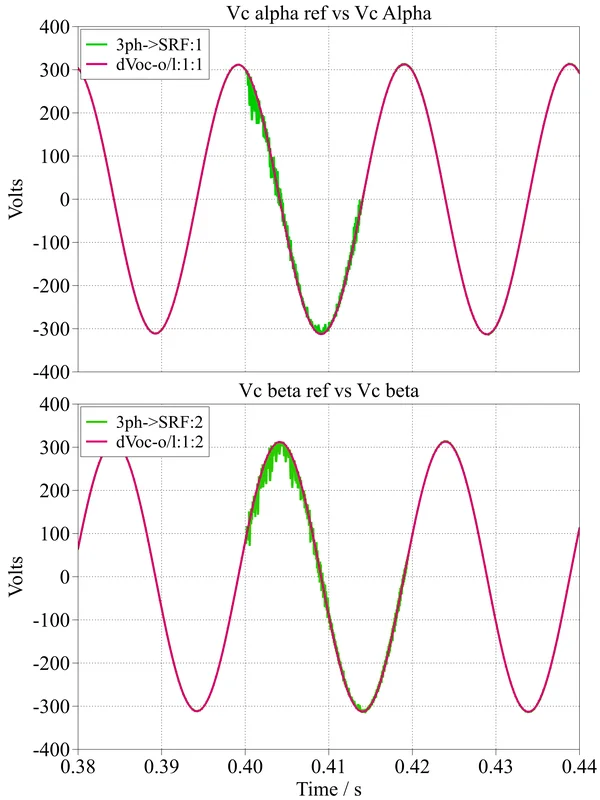 Vc alpha ref vs Vc Alpha
400
3ph->SRF:1
dVoc-o/l:1:1
300
200
100
0
-100
-200
-300
-400
Volts
Vc beta ref vs Vc beta
400
3ph->SRF:2
dVoc-o/l:1:2
300
200
100
0
-100
-200
-300
-400
Volts
0.38 0.39 0.40 0.41 0.42 0.43 0.44
Time / s